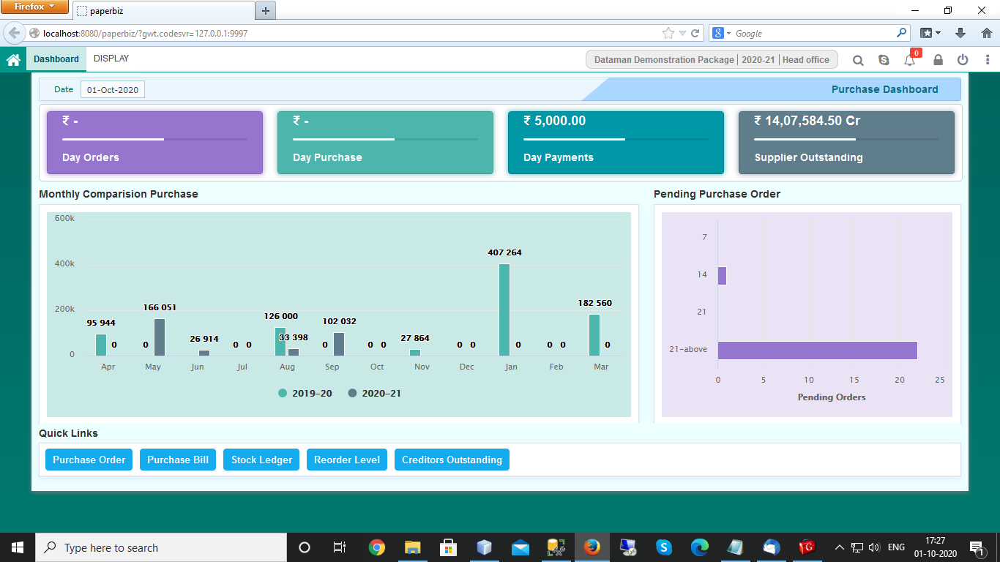 Firefox
paperbiz
localhost:8080/paperbiz/?gwt.codesvr=127.0.0.1:9997
Google
Dashboard
DISPLAY
Dataman Demonstration Package | 2020-21 | Head office
0
Date
01-Oct-2020
Purchase Dashboard
₹ -
Day Orders
₹ -
Day Purchase
₹ 5,000.00
Day Payments
₹ 14,07,584.50 Cr
Supplier Outstanding
Monthly Comparision Purchase
600k
400k
200k
0
95 944
0
0
166 051
26 914
0
0
126 000
33 398
0
102 032
0
0
27 864
0
0
407 264
0
0
0
182 560
0
Apr
May
Jun
Jul
Aug
Sep
Oct
Nov
Dec
Jan
Feb
Mar
2019-20
2020-21
Pending Purchase Order
7
14
21
21-above
0
5
10
15
20
25
Pending Orders
Quick Links
Purchase Order
Purchase Bill
Stock Ledger
Reorder Level
Creditors Outstanding
Type here to search
ENG
17:27
01-10-2020
1